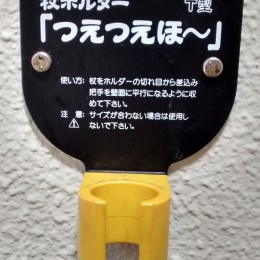 杖ホルダー T型
「つえつえほ～」
使い方: 杖をホルダーの切れ目から差込み
把手を壁面に平行になるように収
めて下さい。
注 意: サイズが合わない場合は使用し
ないで下さい。